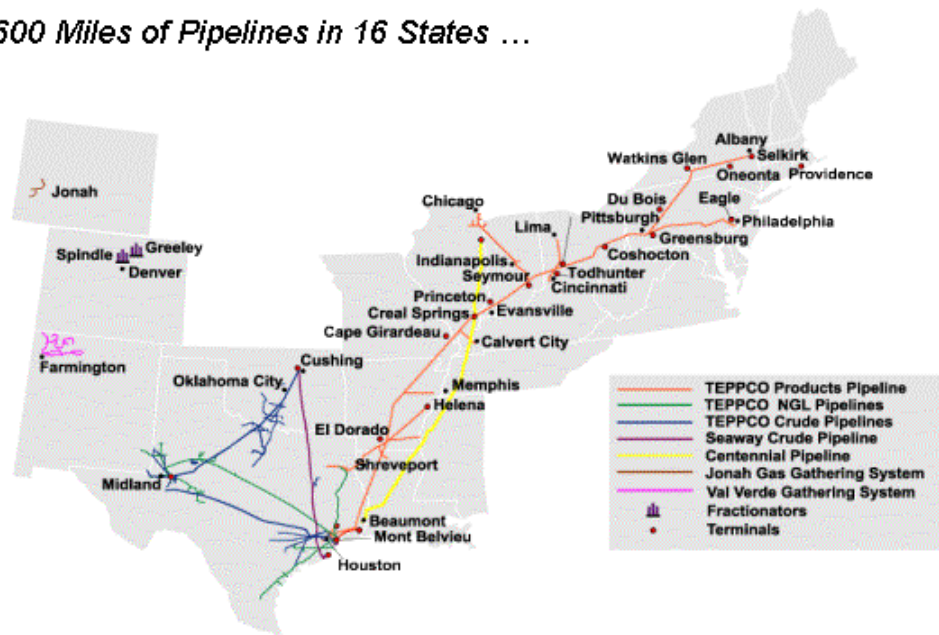 600 Miles of Pipelines in 16 States ...
Albany
Selkirk
Watkins Glen
Oneonta
Providence
Jonah
Chicago
Du Bois
Eagle
Lima
Pittsburgh
Philadelphia
Greensburg
Spindle
Greeley
Denver
Indianapolis
Coshocton
Seymour
Todhunter
Cincinnati
Princeton
Creal Springs
Evansville
Cape Girardeau
Calvert City
Farmington
Cushing
Oklahoma City
Memphis
Helena
El Dorado
Shreveport
Midland
Beaumont
Mont Belvieu
Houston
TEPPCO Products Pipeline
TEPPCO NGL Pipelines
TEPPCO Crude Pipelines
Seaway Crude Pipeline
Centennial Pipeline
Jonah Gas Gathering System
Val Verde Gathering System
Fractionators
Terminals